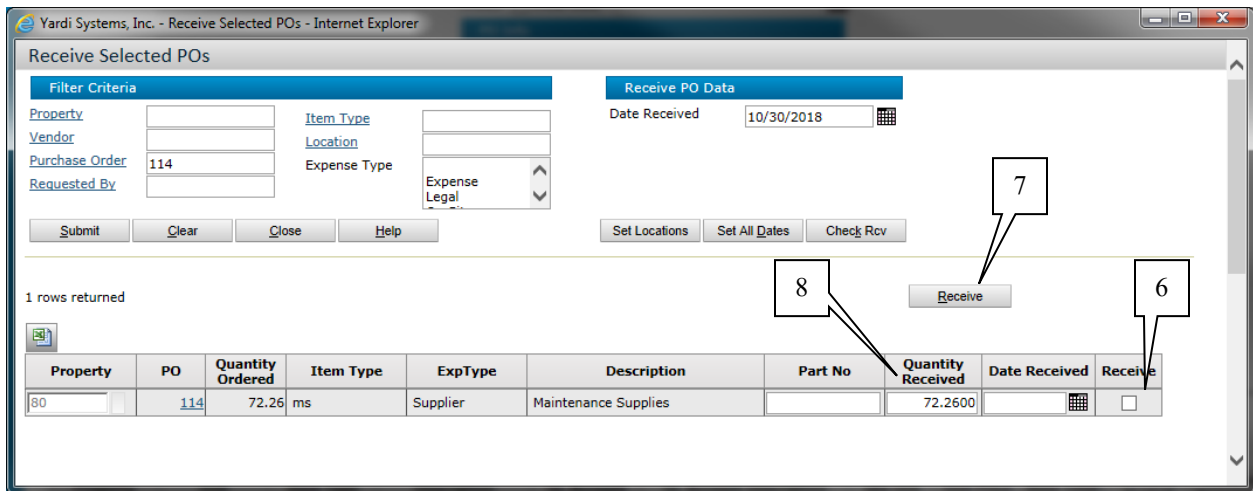 Yardi Systems, Inc. - Receive Selected POs - Internet Explorer
Receive Selected POs
Filter Criteria
Receive PO Data
Property
Item Type
Date Received 10/30/2018
Vendor
Location
Purchase Order 114
Expense Type
Requested By
Expense
Legal
7
Submit Clear Close Help
Set Locations Set All Dates Check Rcv
8
6
1 rows returned
Receive
Property PO Quantity Ordered Item Type ExpType Description Part No Quantity Received Date Received Receive
80 114 72.26 ms Supplier Maintenance Supplies 72.2600